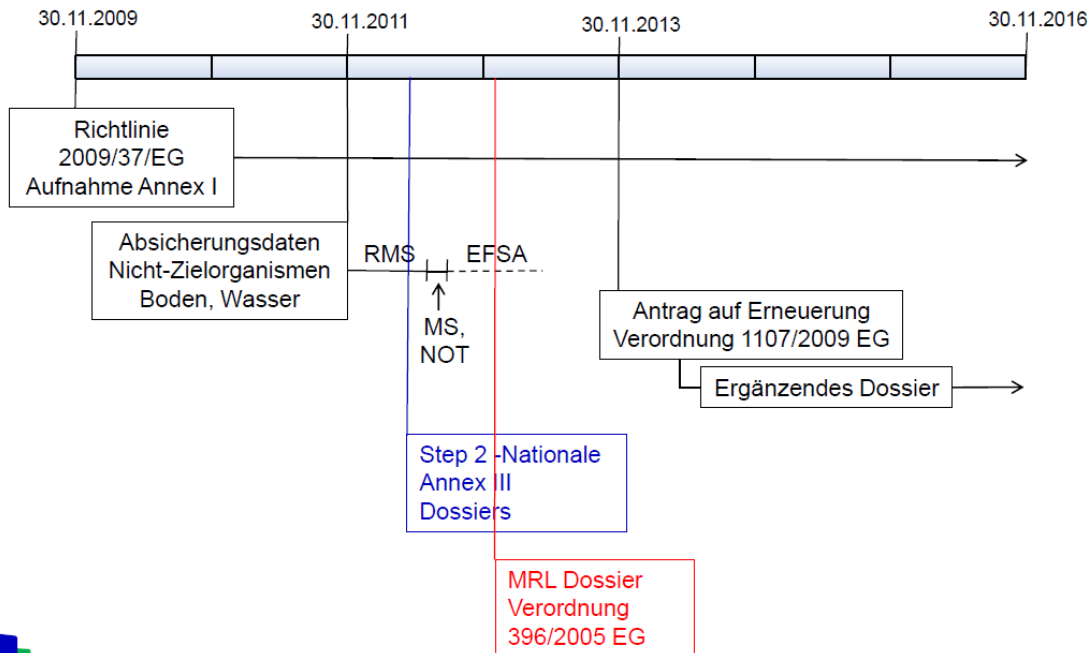 30.11.2009
30.11.2011
30.11.2013
30.11.2016
Richtlinie
2009/37/EG
Aufnahme Annex I
Absicherungsdaten
Nicht-Zielorganismen
Boden, Wasser
RMS
EFSA
MS,
NOT
Antrag auf Erneuerung
Verordnung 1107/2009 EG
Ergänzendes Dossier
Step 2 -Nationale
Annex III
Dossiers
MRL Dossier
Verordnung
396/2005 EG